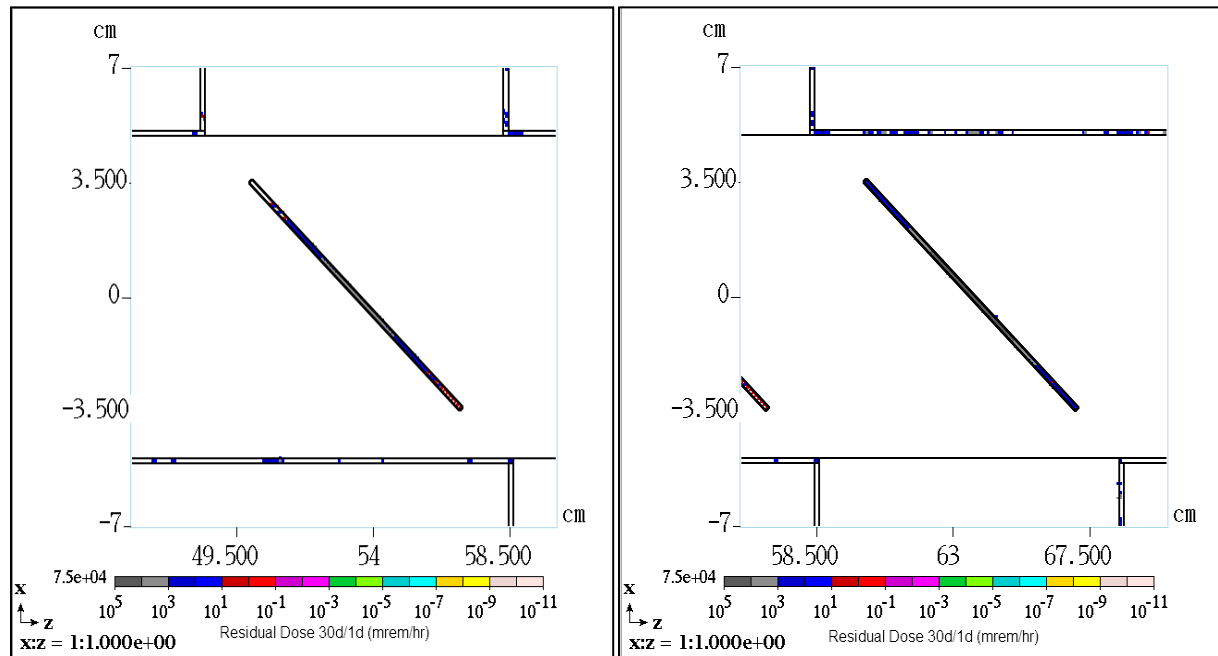 cm
7
3.500
0
-3.500
-7
cm
49.500 54 58.500
7.5e+04
10^5 10^3 10^1 10^-1 10^-3 10^-5 10^-7 10^-9 10^-11
Residual Dose 30d/1d (mrem/hr)
x
z
x:z = 1:1.000e+00
cm
7
3.500
0
-3.500
-7
cm
58.500 63 67.500
7.5e+04
10^5 10^3 10^1 10^-1 10^-3 10^-5 10^-7 10^-9 10^-11
Residual Dose 30d/1d (mrem/hr)
x
z
x:z = 1:1.000e+00